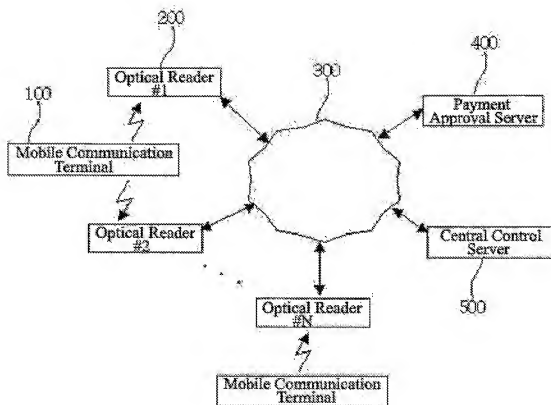 200
Optical Reader
#1
300
400
Payment
Approval Server
100
Mobile Communication
Terminal
Optical Reader
#2
Central Control
Server
500
Optical Reader
#N
Mobile Communication
Terminal